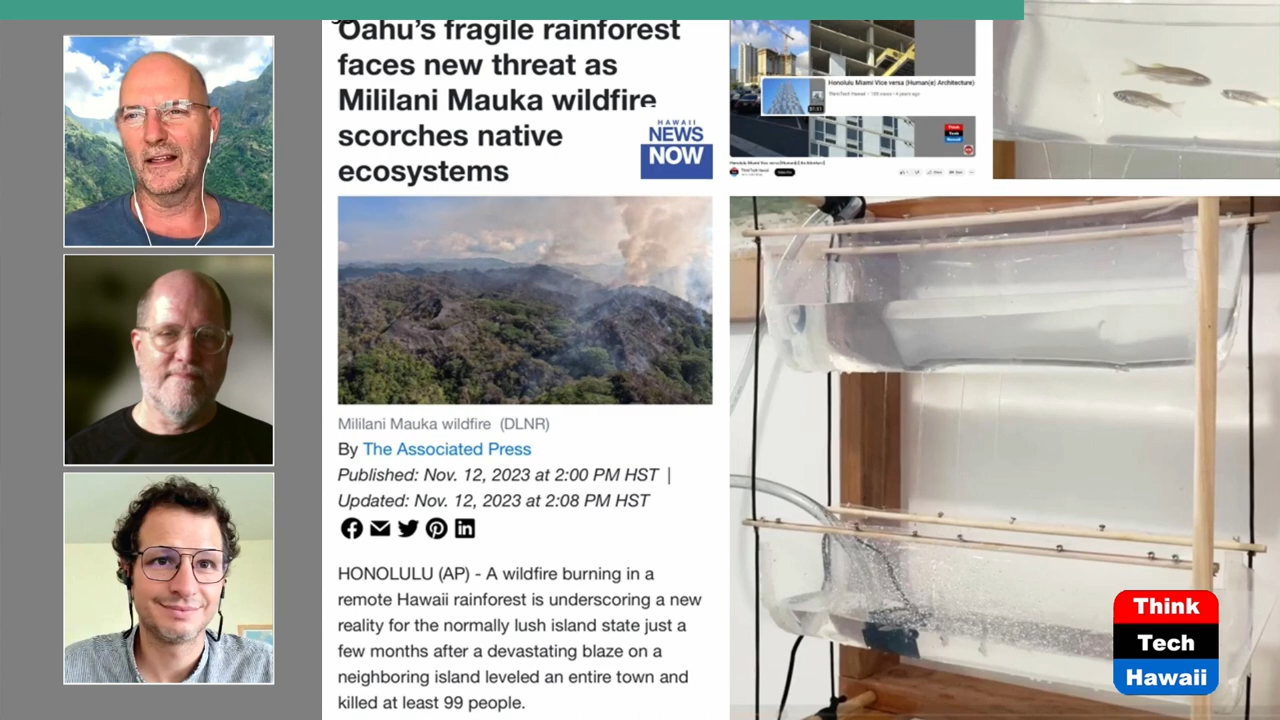 Oahu's fragile rainforest
faces new threat as
Mililani Mauka wildfire
scorches native
ecosystems
HAWAII
NEWS
NOW
Mililani Mauka wildfire (DLNR)
By The Associated Press
Published: Nov. 12, 2023 at 2:00 PM HST |
Updated: Nov. 12, 2023 at 2:08 PM HST
HONOLULU (AP) - A wildfire burning in a
remote Hawaii rainforest is underscoring a new
reality for the normally lush island state just a
few months after a devastating blaze on a
neighboring island leveled an entire town and
killed at least 99 people.
Honolulu Miami Vice versa (Human(e) Architecture)
Think
Tech
Hawaii